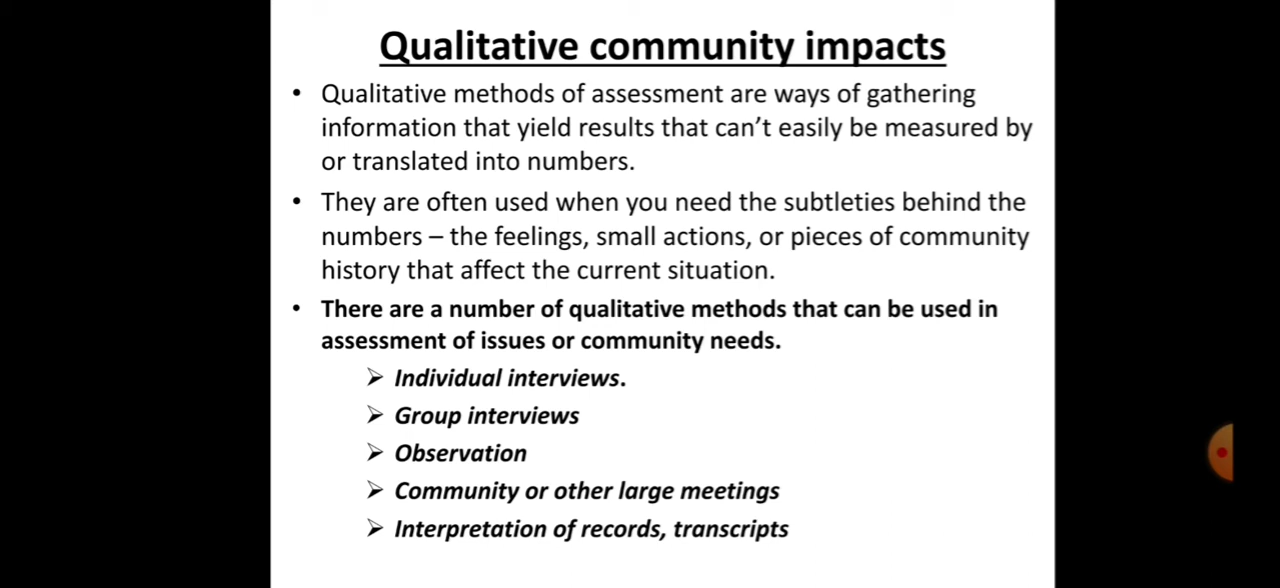 Qualitative community impacts
• Qualitative methods of assessment are ways of gathering
information that yield results that can’t easily be measured by
or translated into numbers.
• They are often used when you need the subtleties behind the
numbers – the feelings, small actions, or pieces of community
history that affect the current situation.
• There are a number of qualitative methods that can be used in
assessment of issues or community needs.
➢ Individual interviews.
➢ Group interviews
➢ Observation
➢ Community or other large meetings
➢ Interpretation of records, transcripts